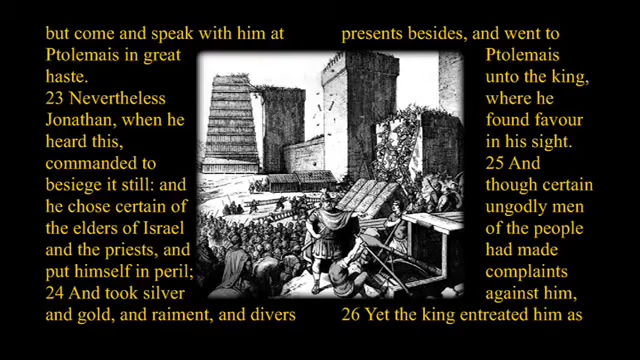 but come and speak with him at
Ptolemais in great
haste.
23 Nevertheless
Jonathan, when he
heard this,
commanded to
besiege it still: and
he chose certain of
the elders of Israel
and the priests, and
put himself in peril;
24 And took silver
and gold, and raiment, and divers
presents besides, and went to
Ptolemais
unto the king,
where he
found favour
in his sight.
25 And
though certain
ungodly men
of the people
had made
complaints
against him,
26 Yet the king entreated him as